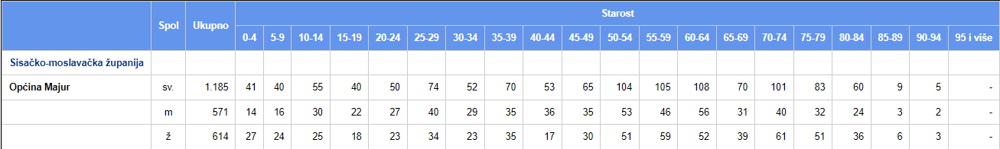 Spol Ukupno Starost
0-4 5-9 10-14 15-19 20-24 25-29 30-34 35-39 40-44 45-49 50-54 55-59 60-64 65-69 70-74 75-79 80-84 85-89 90-94 95 i više
Sisačko-moslavačka županija
Općina Majur sv. 1.185 41 40 55 40 50 74 52 70 53 65 104 105 108 70 101 83 60 9 5 -
m 571 14 16 30 22 27 40 29 35 36 35 53 46 56 31 40 32 24 3 2 -
ž 614 27 24 25 18 23 34 23 35 17 30 51 59 52 39 61 51 36 6 3 -